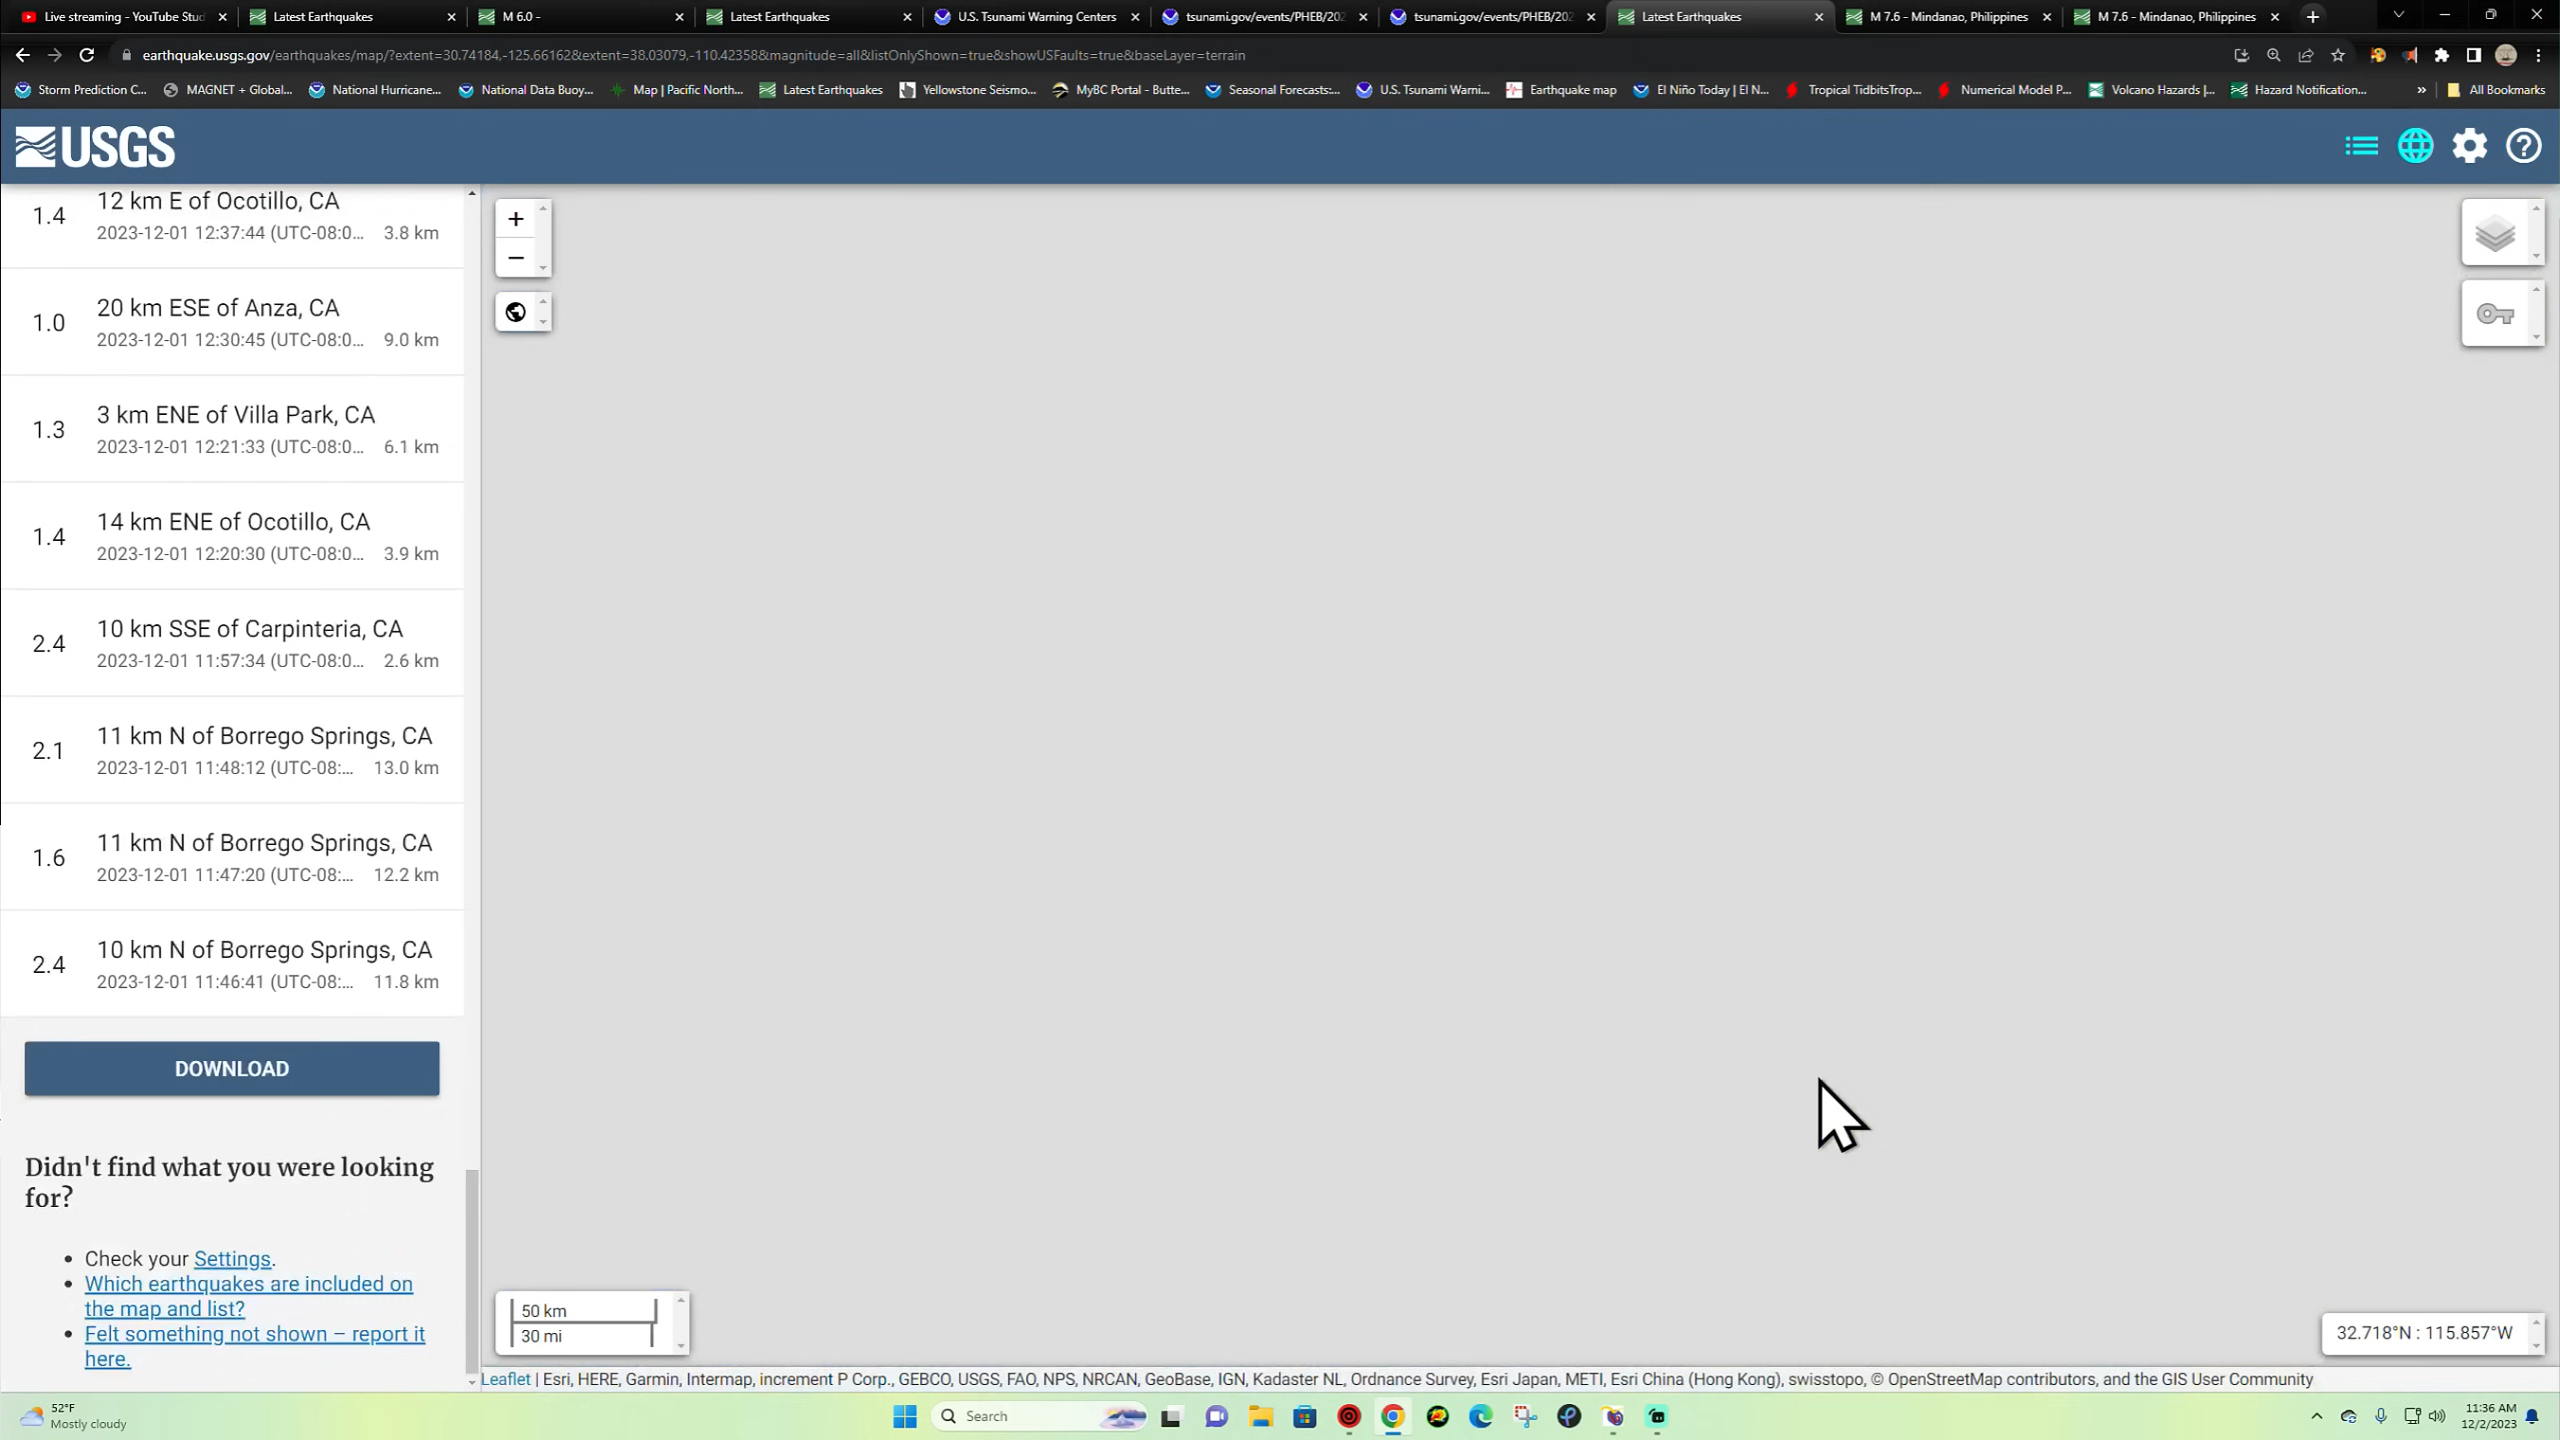 Live streaming - YouTube Stud
Latest Earthquakes
M 6.0 -
Latest Earthquakes
U.S. Tsunami Warning Centers
tsunami.gov/events/PHEB/202
tsunami.gov/events/PHEB/202
Latest Earthquakes
M 7.6 - Mindanao, Philippines
M 7.6 - Mindanao, Philippines
earthquake.usgs.gov/earthquakes/map/?extent=30.74184,-125.66162&extent=38.03079,-110.42358&magnitude=all&listOnlyShown=true&showUSFaults=true&baseLayer=terrain
Storm Prediction C...
MAGNET + Global...
National Hurricane...
National Data Buoy...
Map | Pacific North...
Latest Earthquakes
Yellowstone Seismo...
MyBC Portal - Butte...
Seasonal Forecasts:...
U.S. Tsunami Warni...
Earthquake map
El Niño Today | El N...
Tropical TidbitsTrop...
Numerical Model P...
Volcano Hazards |...
Hazard Notification...
»
All Bookmarks
USGS
1.4
12 km E of Ocotillo, CA
2023-12-01 12:37:44 (UTC-08:0... 3.8 km
1.0
20 km ESE of Anza, CA
2023-12-01 12:30:45 (UTC-08:0... 9.0 km
1.3
3 km ENE of Villa Park, CA
2023-12-01 12:21:33 (UTC-08:0... 6.1 km
1.4
14 km ENE of Ocotillo, CA
2023-12-01 12:20:30 (UTC-08:0... 3.9 km
2.4
10 km SSE of Carpinteria, CA
2023-12-01 11:57:34 (UTC-08:0... 2.6 km
2.1
11 km N of Borrego Springs, CA
2023-12-01 11:48:12 (UTC-08:... 13.0 km
1.6
11 km N of Borrego Springs, CA
2023-12-01 11:47:20 (UTC-08:... 12.2 km
2.4
10 km N of Borrego Springs, CA
2023-12-01 11:46:41 (UTC-08:... 11.8 km
DOWNLOAD
Didn't find what you were looking
for?
• Check your Settings.
• Which earthquakes are included on
the map and list?
• Felt something not shown – report it
here.
+
−
50 km
30 mi
32.718°N : 115.857°W
Leaflet | Esri, HERE, Garmin, Intermap, increment P Corp., GEBCO, USGS, FAO, NPS, NRCAN, GeoBase, IGN, Kadaster NL, Ordnance Survey, Esri Japan, METI, Esri China (Hong Kong), swisstopo, © OpenStreetMap contributors, and the GIS User Community
52°F
Mostly cloudy
Search
11:36 AM
12/2/2023